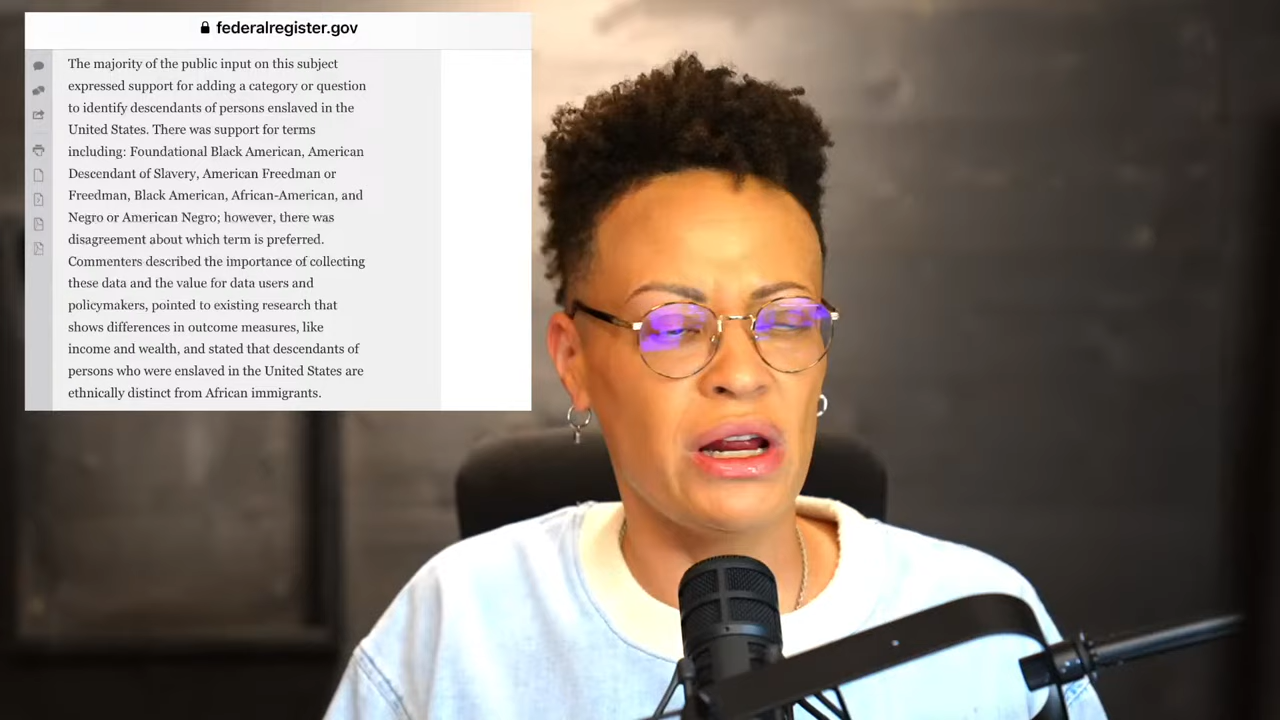 federalregister.gov
The majority of the public input on this subject
expressed support for adding a category or question
to identify descendants of persons enslaved in the
United States. There was support for terms
including: Foundational Black American, American
Descendant of Slavery, American Freedman or
Freedman, Black American, African-American, and
Negro or American Negro; however, there was
disagreement about which term is preferred.
Commenters described the importance of collecting
these data and the value for data users and
policymakers, pointed to existing research that
shows differences in outcome measures, like
income and wealth, and stated that descendants of
persons who were enslaved in the United States are
ethnically distinct from African immigrants.